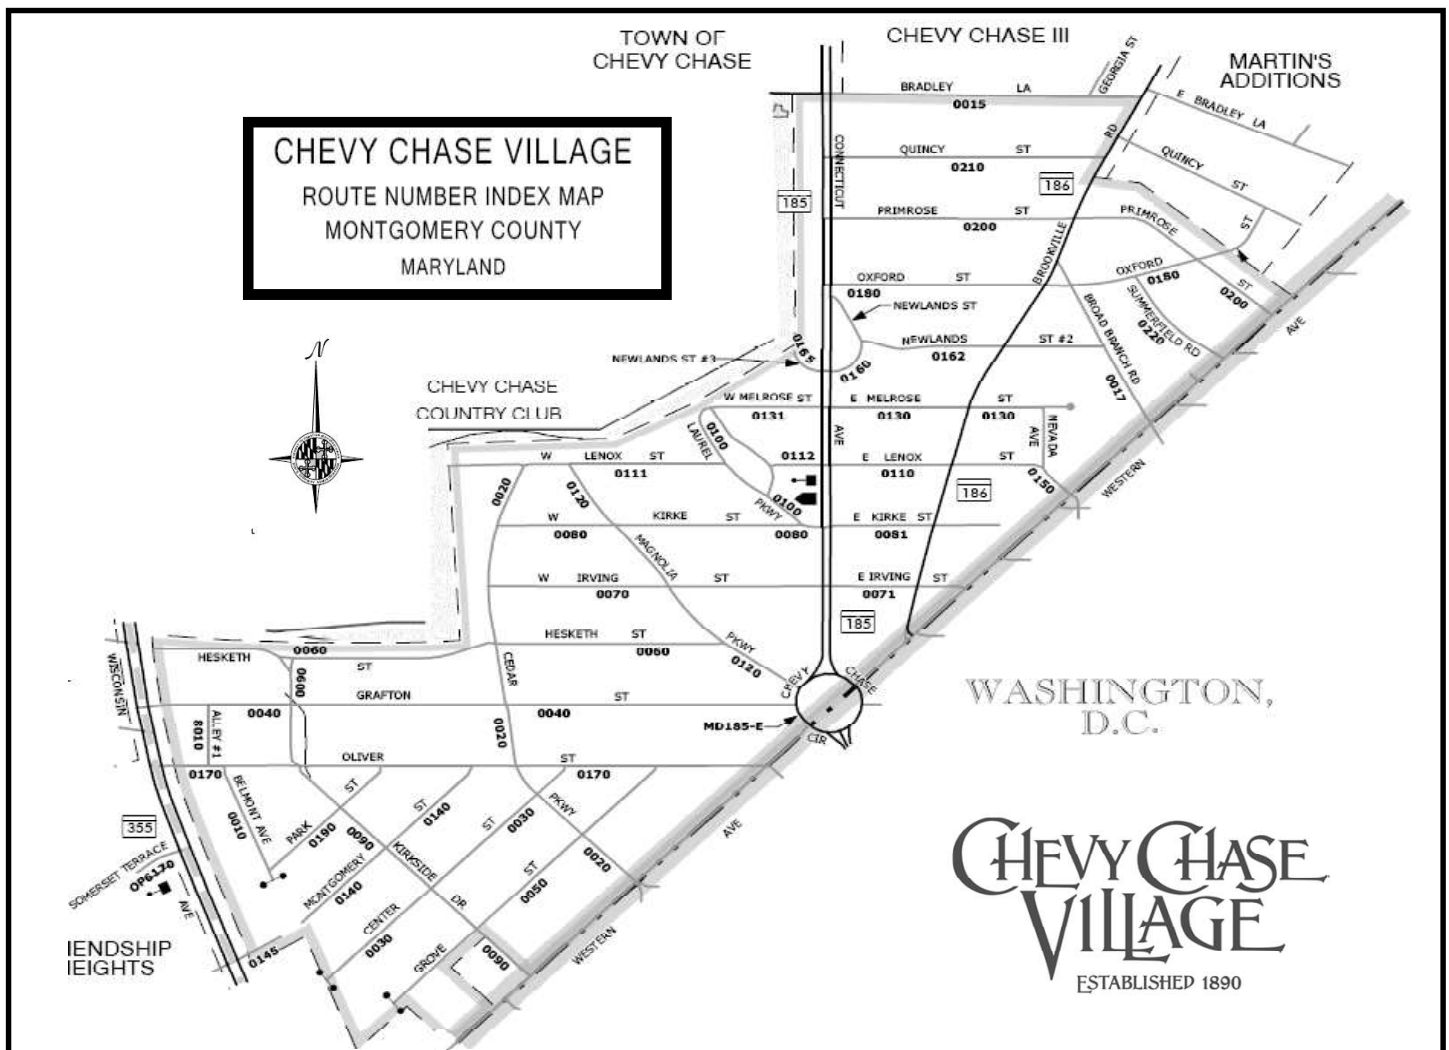 TOWN OF
CHEVY CHASE
CHEVY CHASE III
GEORGIA ST
MARTIN'S
ADDITIONS
CHEVY CHASE VILLAGE
ROUTE NUMBER INDEX MAP
MONTGOMERY COUNTY
MARYLAND
BRADLEY LA
0015
E BRADLEY LA
CONNECTICUT
QUINCY ST
0210
RD
QUINCY ST
186
185
PRIMROSE ST
0200
PRIMROSE
ST
BROOKVILLE
OXFORD ST
0180
OXFORD
0180
ST
0200
NEWLANDS ST
SUMMERFIELD RD
0220
BROAD BRANCH RD
0017
AVE
NEWLANDS ST #2
0162
0165
NEWLANDS ST #3
0160
N
CHEVY CHASE
COUNTRY CLUB
W MELROSE ST
0131
E MELROSE ST
0130
0130
0100
LAUREL
AVE
AVE
NEVADA
W LENOX ST
0111
0112
E LENOX ST
0110
0150
WESTERN
0020
0120
0100
PKWY
186
W KIRKE ST
0080
0080
E KIRKE ST
0081
MAGNOLIA
W IRVING ST
0070
E IRVING ST
0071
185
HESKETH ST
0060
PKWY
0120
HESKETH
0060
ST
WISCONSIN
0600
CEDAR
CHEVY
CHASE
GRAFTON ST
0040
0040
MD185-E
CIR
WASHINGTON,
D.C.
ALLEY #1
8010
0020
OLIVER ST
0170
0170
BELMONT AVE
0010
PARK ST
0190
0090
KIRKSIDE
DR
0090
MONTGOMERY ST
0140
0140
CENTER ST
0030
0030
GROVE ST
0050
PKWY
0020
AVE
WESTERN
355
SOMERSET TERRACE
OP6170
AVE
0145
IENDSHIP
HEIGHTS
CHEVY CHASE
VILLAGE
ESTABLISHED 1890